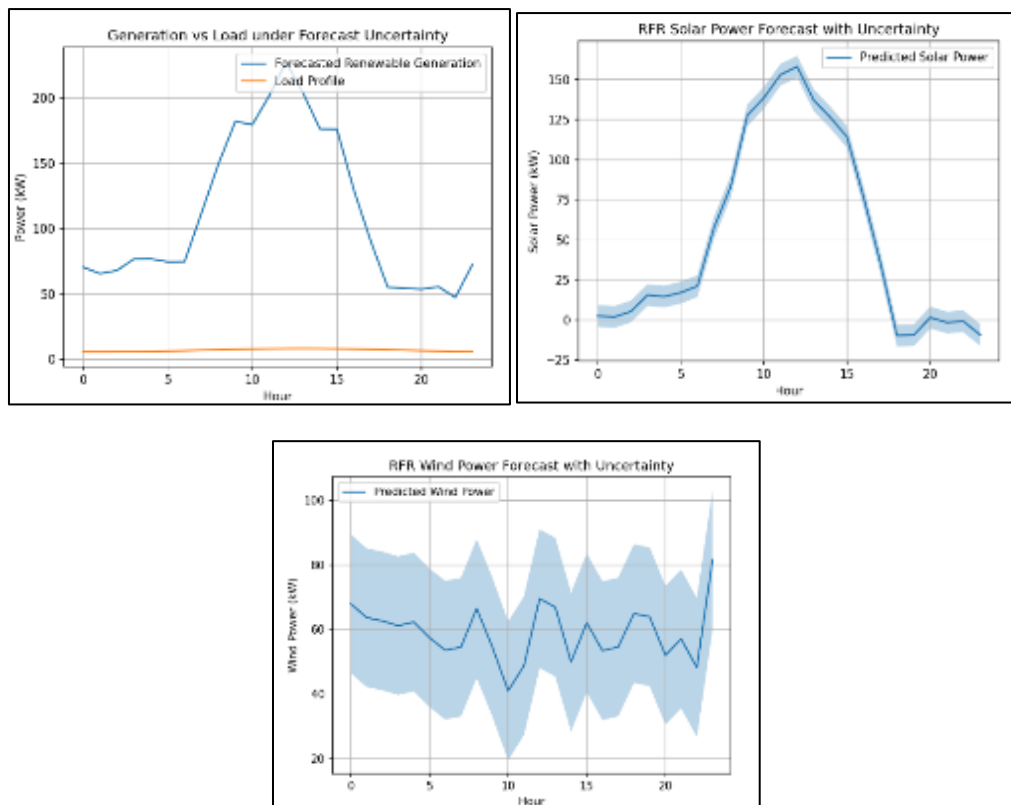 Generation vs Load under Forecast Uncertainty
Forecasted Renewable Generation
Load Profile
Power (kW)
200
150
100
50
0
0 5 10 15 20
Hour
RFR Solar Power Forecast with Uncertainty
Predicted Solar Power
Solar Power (kW)
150
125
100
75
50
25
0
−25
0 5 10 15 20
Hour
RFR Wind Power Forecast with Uncertainty
Predicted Wind Power
Wind Power (kW)
100
80
60
40
20
0 5 10 15 20
Hour